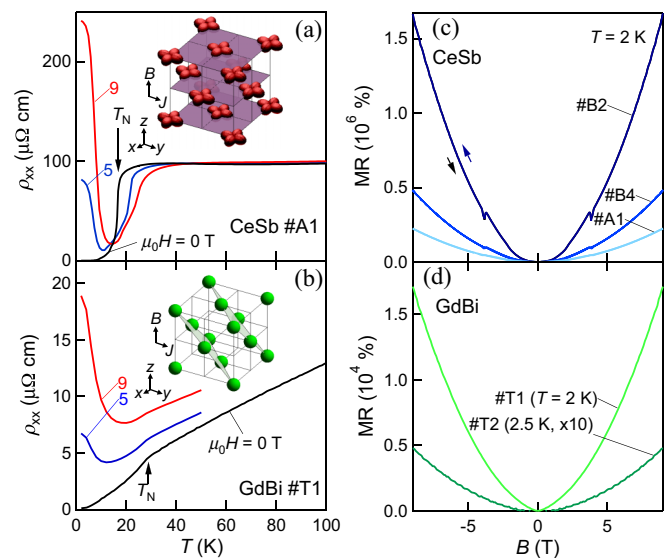 (a)
200
100
0
ρxx (μΩ cm)
9
5
TN
B
J
z
x
y
μ0H = 0 T
CeSb #A1
(b)
20
15
10
5
0
ρxx (μΩ cm)
9
5
B
J
z
x
y
μ0H = 0 T
TN
GdBi #T1
0 20 40 60 80 100
T (K)
(c)
T = 2 K
CeSb
1.5
1.0
0.5
0.0
MR (10^6 %)
#B2
#B4
#A1
(d)
GdBi
1.5
1.0
0.5
0.0
MR (10^4 %)
#T1 (T = 2 K)
#T2 (2.5 K, x10)
-5 0 5
B (T)